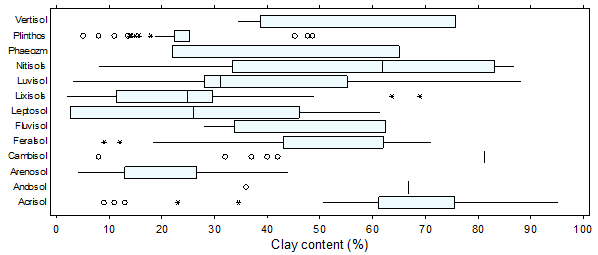 Vertisol
Plinthos
Phaeozm
Nitisols
Luvisol
Lixisols
Leptosol
Fluvisol
Feralsol
Cambisol
Arenosol
Andosol
Acrisol
0 10 20 30 40 50 60 70 80 90 100
Clay content (%)